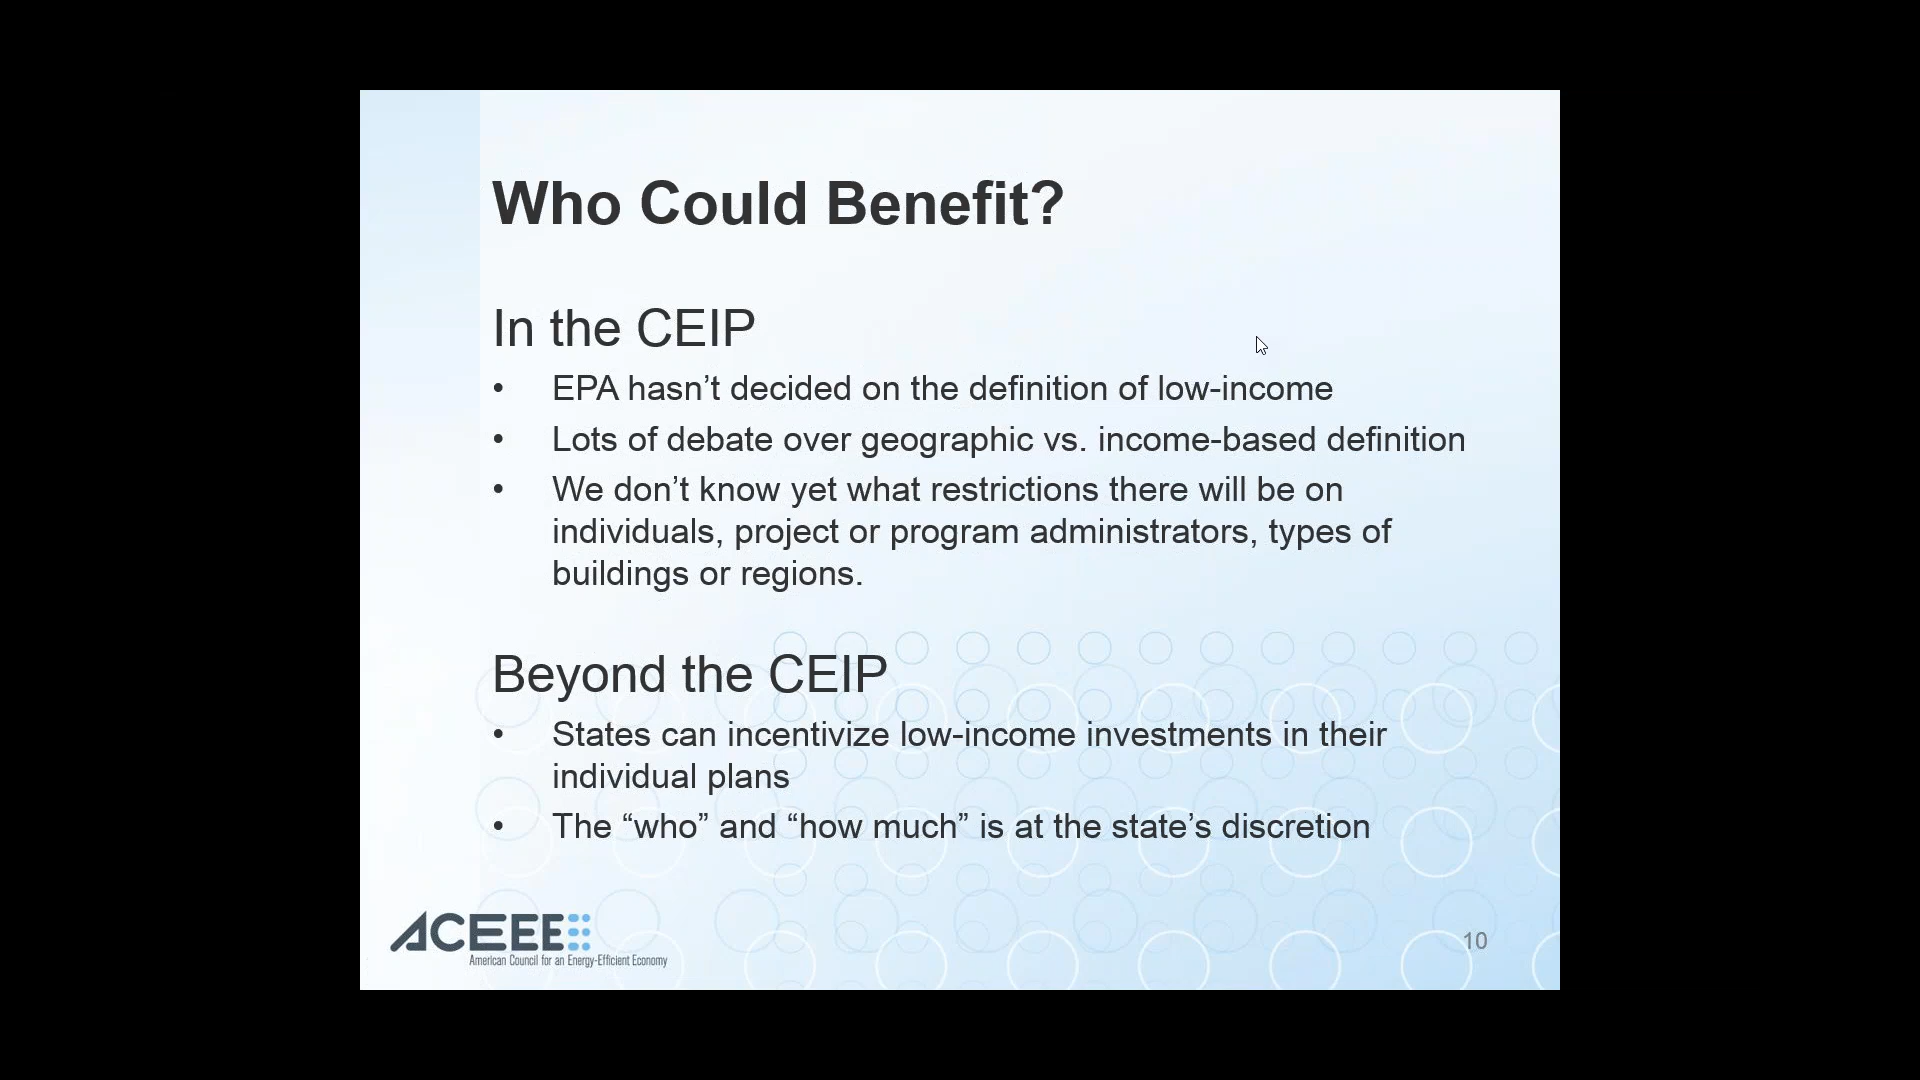 Who Could Benefit?
In the CEIP
• EPA hasn’t decided on the definition of low-income
• Lots of debate over geographic vs. income-based definition
• We don’t know yet what restrictions there will be on
individuals, project or program administrators, types of
buildings or regions.
Beyond the CEIP
• States can incentivize low-income investments in their
individual plans
• The “who” and “how much” is at the state’s discretion
ACEEE
American Council for an Energy-Efficient Economy
10